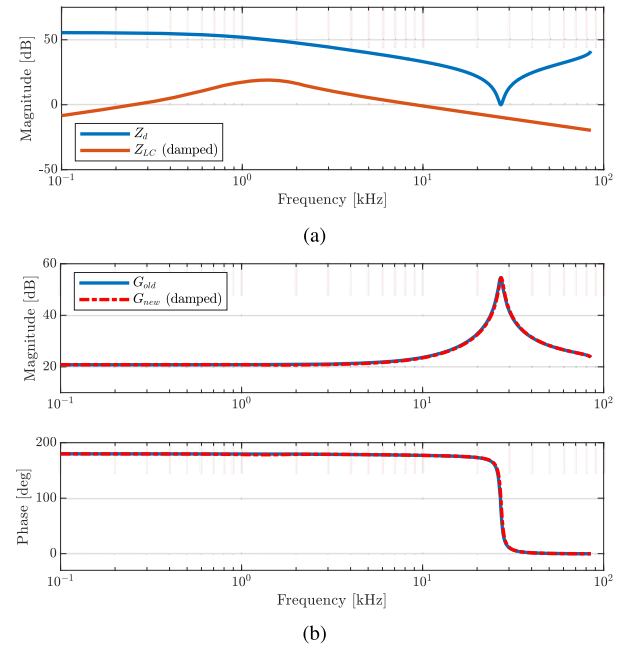 Magnitude [dB]
50
0
-50
Z_d
Z_LC (damped)
10^-1
10^0
10^1
10^2
Frequency [kHz]
(a)
Magnitude [dB]
60
40
20
G_old
G_new (damped)
10^-1
10^0
10^1
10^2
Phase [deg]
200
100
0
10^-1
10^0
10^1
10^2
Frequency [kHz]
(b)